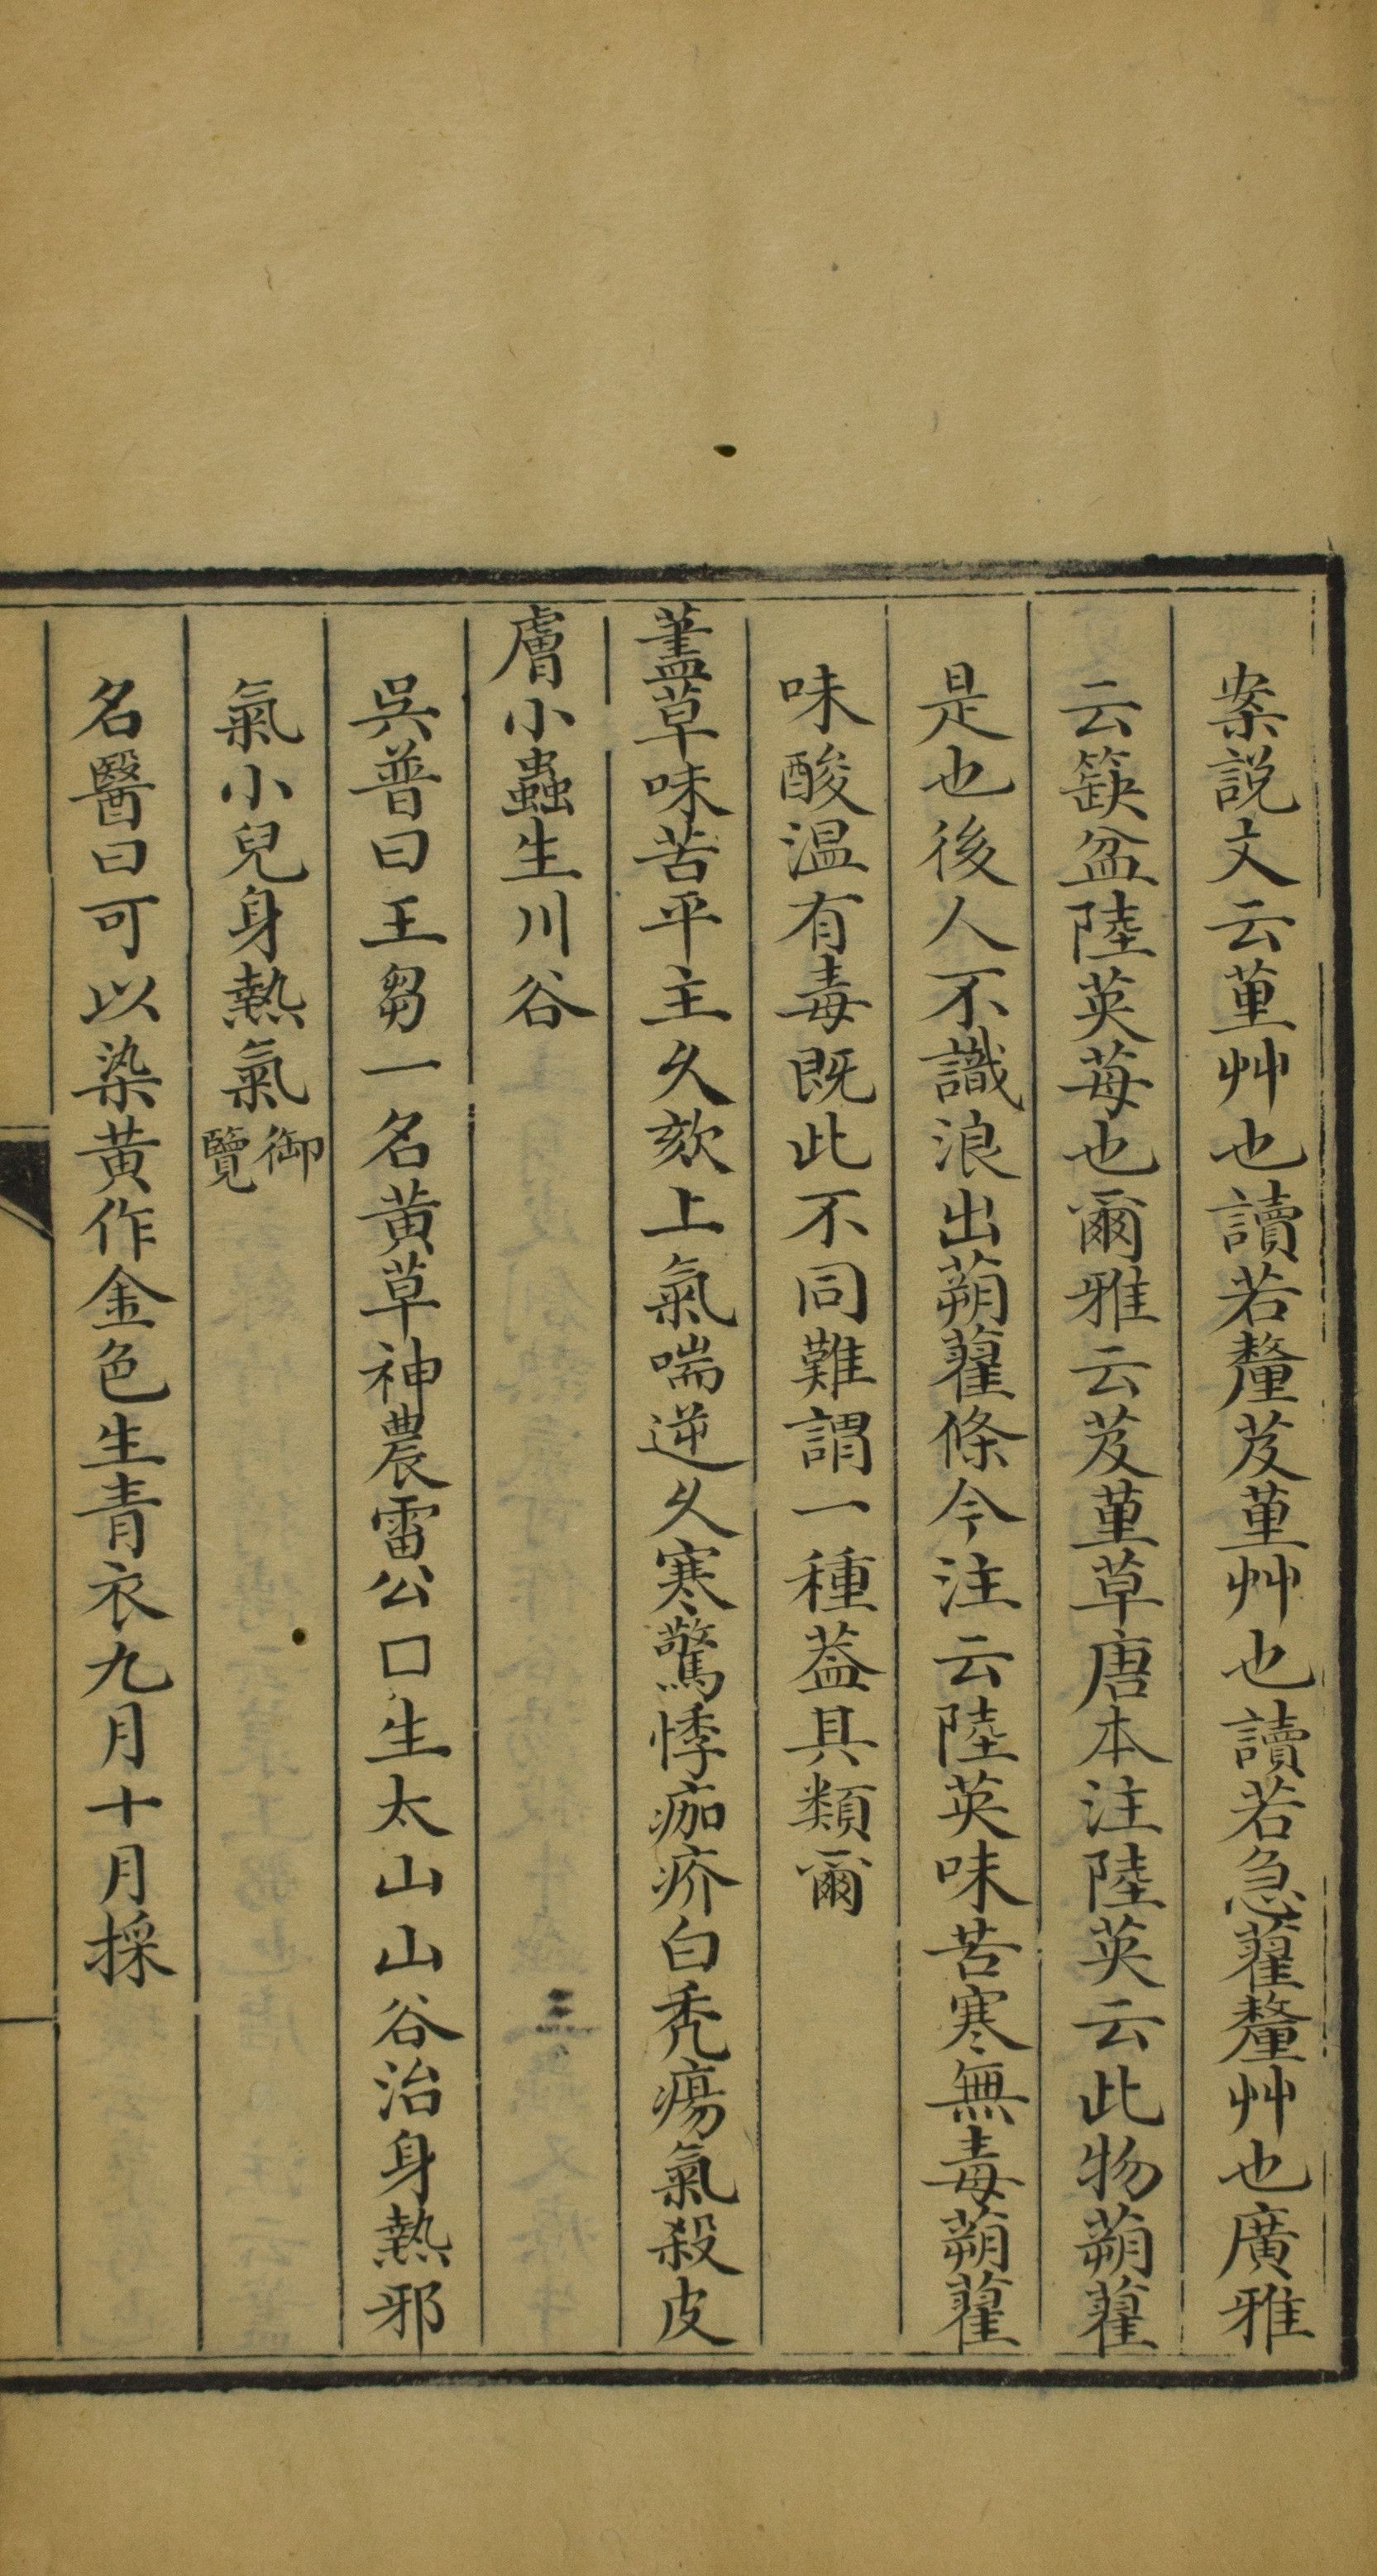 案說文云堇艸也讀若釐芨堇艸也讀若急藋釐艸也廣雅
云盆陸英莓也爾雅云芨堇草唐本注陸英云此物蒴藋
是也後人不識浪出蒴藋條今注云陸英味苦寒無毒蒴藋
味酸溫有毒既此不同難謂一種蓋其類爾
藎草味苦平主久欬上氣喘逆久寒驚悸痂疥白禿瘍氣殺皮
膚小蟲生川谷
吳普曰王芻一名黃草神農雷公口生太山山谷治身熱邪
氣小兒身熱氣御覽
名醫曰可以染黃作金色生青衣九月十月採